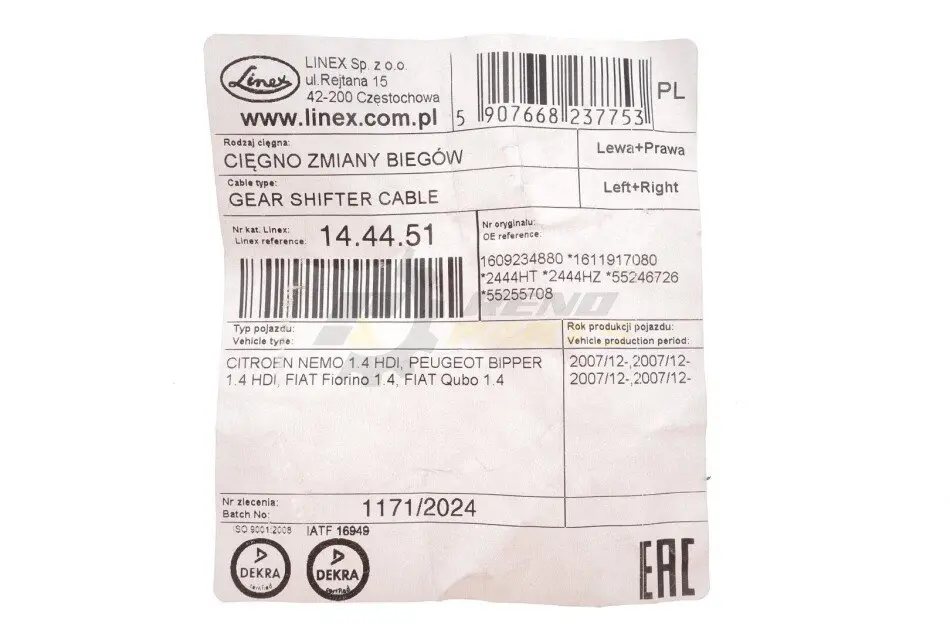 Linex
LINEX Sp. z o.o.
ul.Rejtana 15
42-200 Częstochowa
www.linex.com.pl
5 907668 237753
PL
Rodzaj cięgna:
CIĘGNO ZMIANY BIEGÓW
Lewa+Prawa
Cable type:
GEAR SHIFTER CABLE
Left+Right
Nr kat. Linex:
Linex reference:
14.44.51
Nr oryginału:
OE reference:
1609234880 *1611917080
*2444HT *2444HZ *55246726
*55255708
RENO
Typ pojazdu:
Vehicle type:
Rok produkcji pojazdu:
Vehicle production period:
CITROEN NEMO 1.4 HDI, PEUGEOT BIPPER
1.4 HDI, FIAT Fiorino 1.4, FIAT Qubo 1.4
2007/12-,2007/12-
2007/12-,2007/12-
Nr zlecenia:
Batch No:
1171/2024
ISO 9001:2008
IATF 16949
DEKRA
certified
DEKRA
certified
EAC